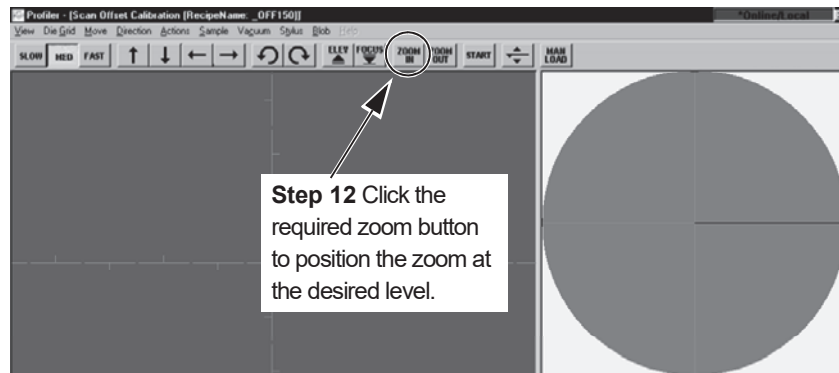 Profiler - [Scan Offset Calibration [RecipeName: _OFF150]]
*Online/Local
View Die Grid Move Direction Actions Sample Vacuum Stylus Blob Help
SLOW MED FAST ELEV FOCUS ZOOM IN ZOOM OUT START MAN LOAD
Step 12 Click the
required zoom button
to position the zoom at
the desired level.